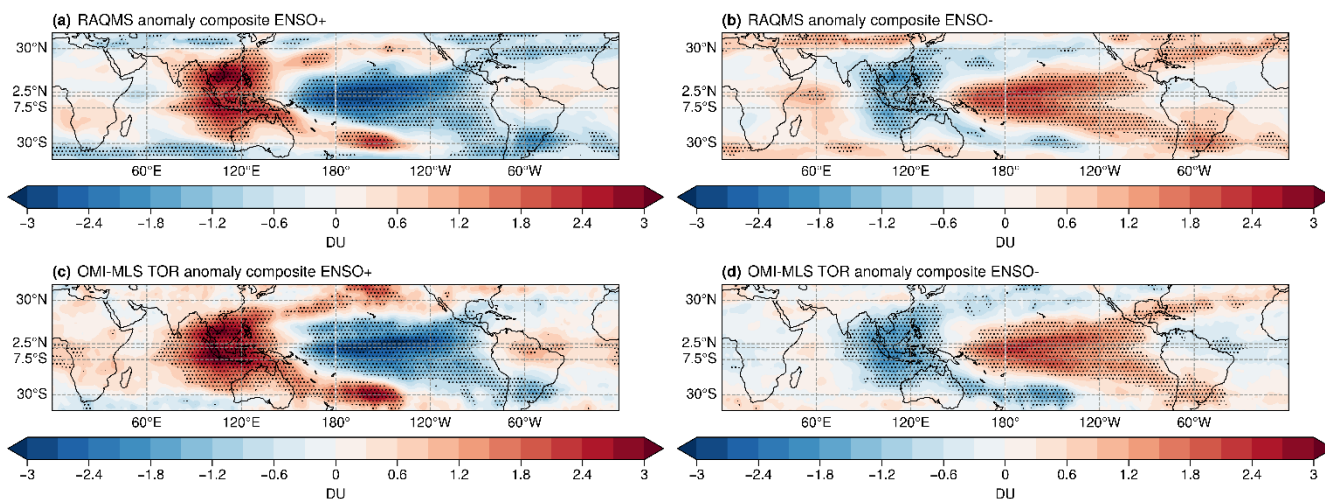 (a) RAQMS anomaly composite ENSO+
30°N
2.5°N
7.5°S
30°S
60°E 120°E 180° 120°W 60°W
−3 −2.4 −1.8 −1.2 −0.6 0 0.6 1.2 1.8 2.4 3
DU
(b) RAQMS anomaly composite ENSO-
30°N
2.5°N
7.5°S
30°S
60°E 120°E 180° 120°W 60°W
−3 −2.4 −1.8 −1.2 −0.6 0 0.6 1.2 1.8 2.4 3
DU
(c) OMI-MLS TOR anomaly composite ENSO+
30°N
2.5°N
7.5°S
30°S
60°E 120°E 180° 120°W 60°W
−3 −2.4 −1.8 −1.2 −0.6 0 0.6 1.2 1.8 2.4 3
DU
(d) OMI-MLS TOR anomaly composite ENSO-
30°N
2.5°N
7.5°S
30°S
60°E 120°E 180° 120°W 60°W
−3 −2.4 −1.8 −1.2 −0.6 0 0.6 1.2 1.8 2.4 3
DU